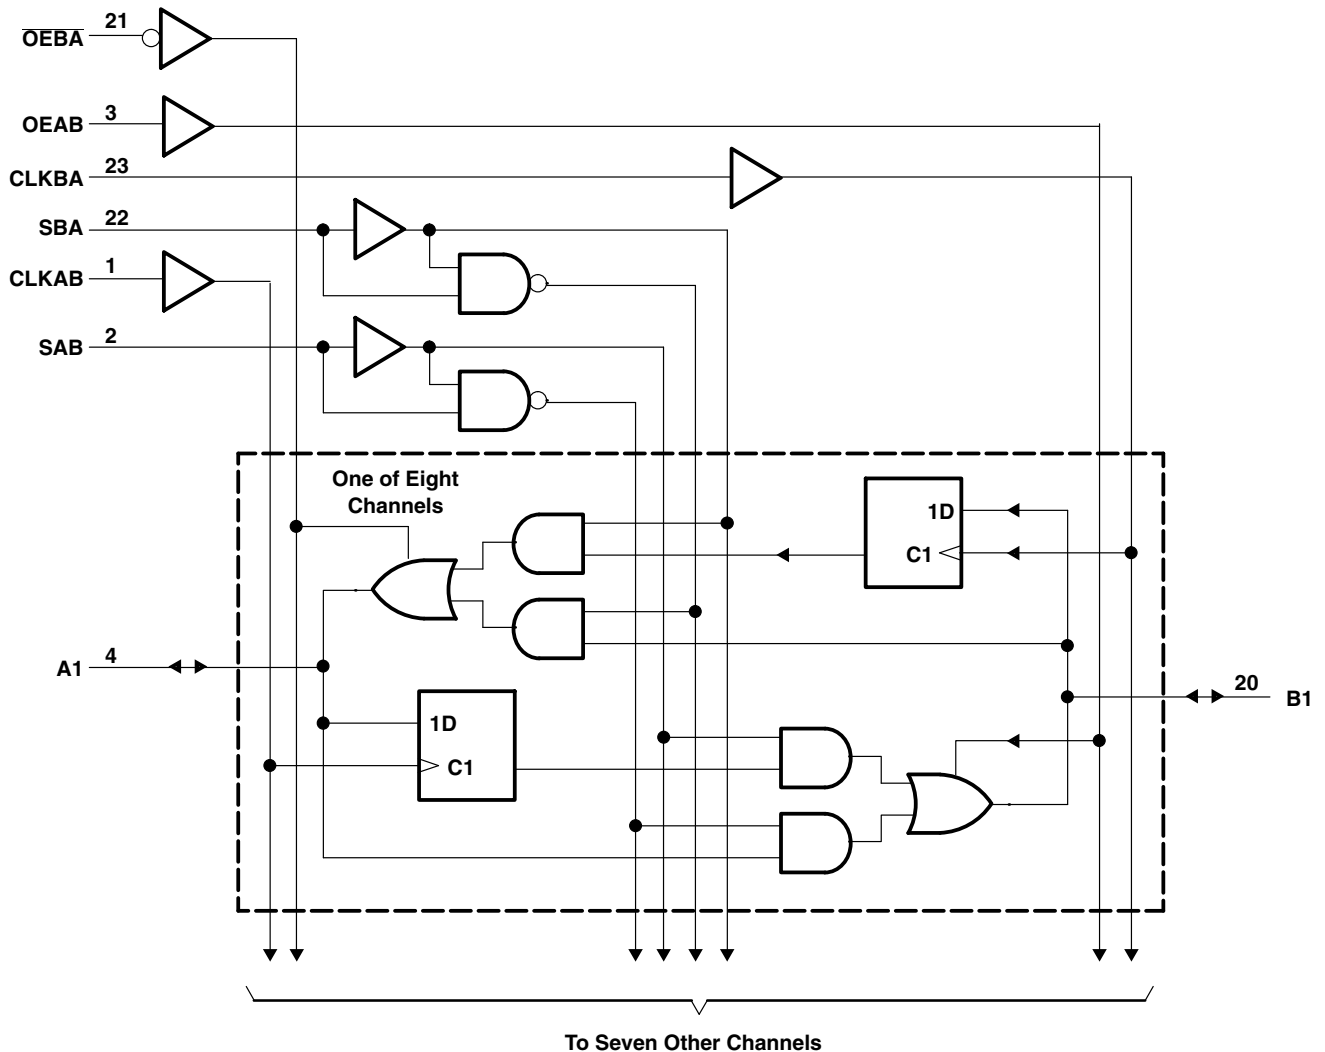 OEBA 21
OEAB 3
CLKBA 23
SBA 22
CLKAB 1
SAB 2
One of Eight
Channels
1D
C1
A1 4
1D
C1
20 B1
To Seven Other Channels